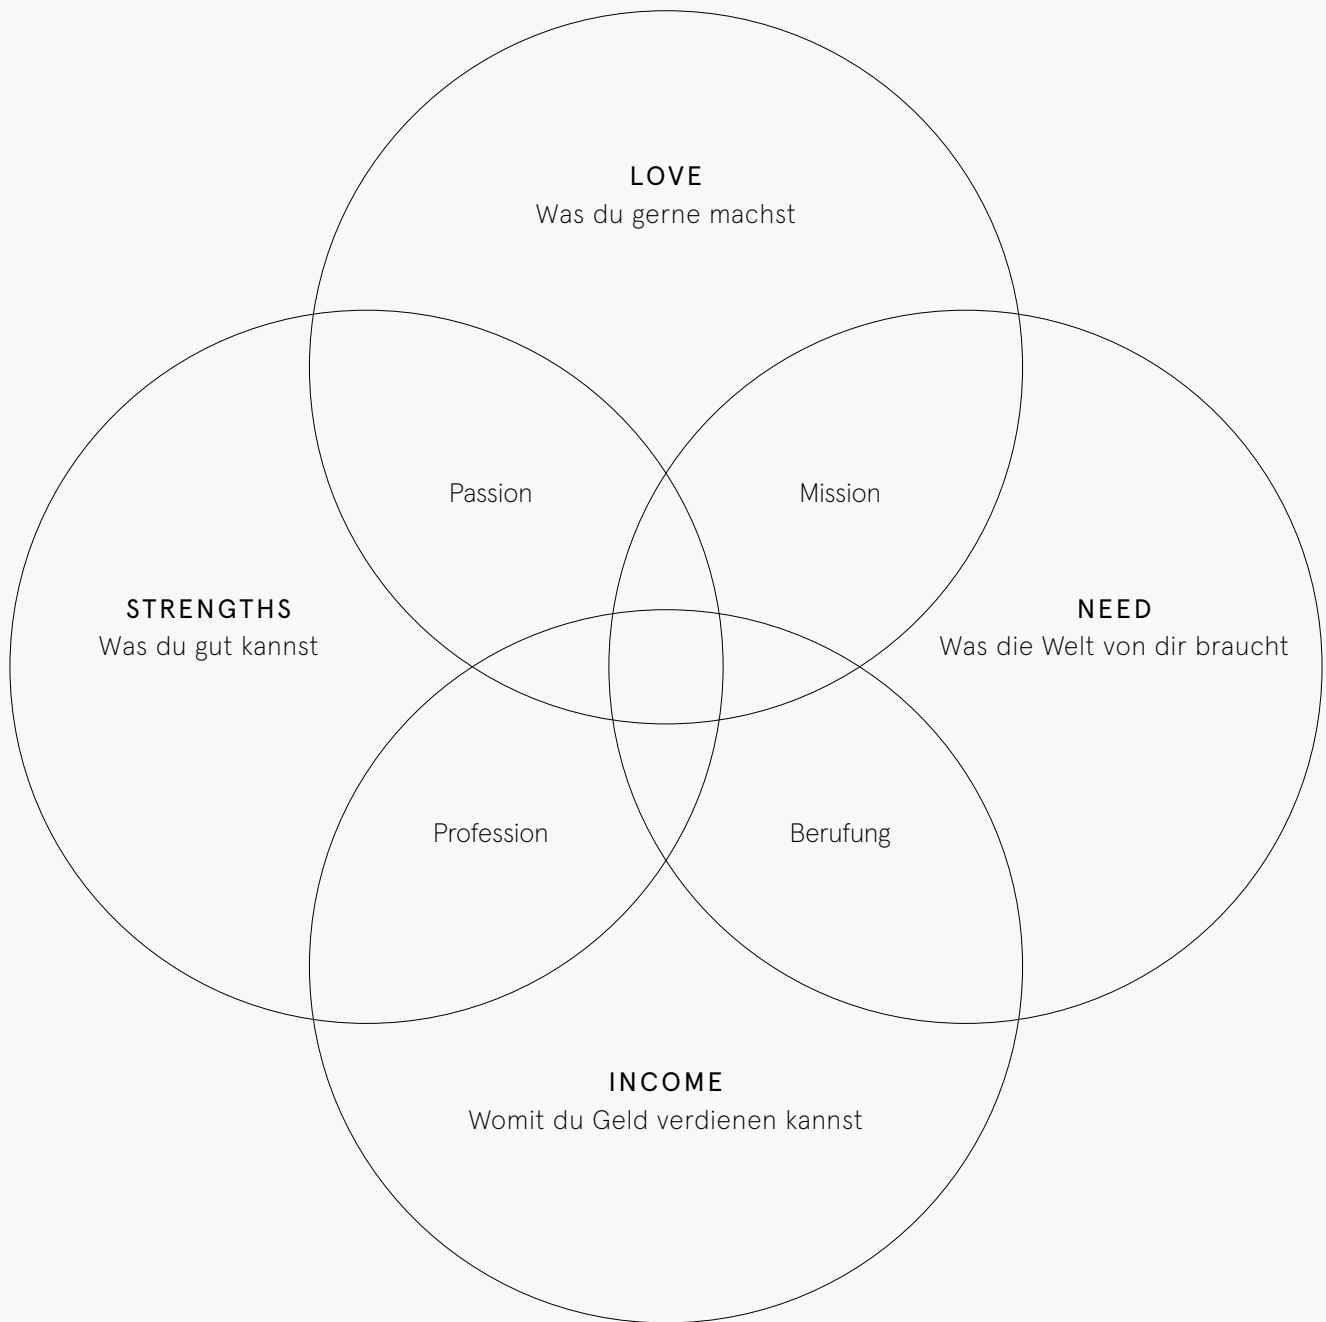 LOVE
Was du gerne machst
Passion
Mission
STRENGTHS
Was du gut kannst
NEED
Was die Welt von dir braucht
Profession
Berufung
INCOME
Womit du Geld verdienen kannst